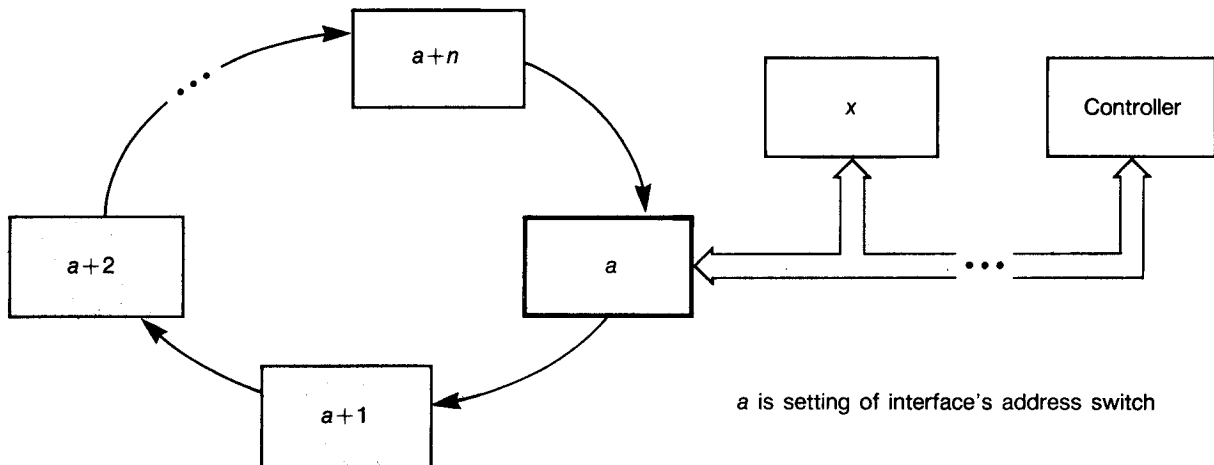 a+n
x
Controller
a+2
a
a+1
a is setting of interface's address switch